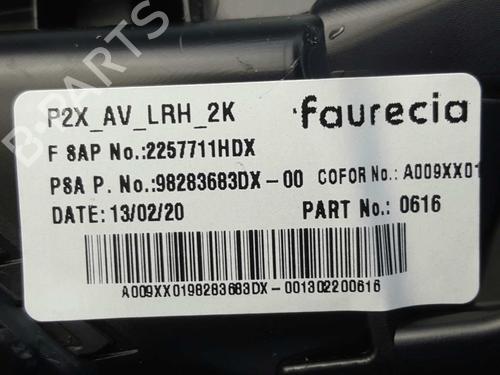 B-PARTS
P2X_AV_LRH_2K
faurecia
F SAP No.:2257711HDX
PSA P. No.:98283683DX-00 COFOR No.: A009XX01
DATE: 13/02/20 PART No.: 0616
A009XX0198283683DX-001302200616